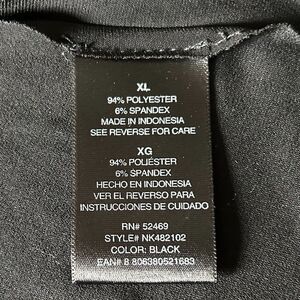 XL
94% POLYESTER
6% SPANDEX
MADE IN INDONESIA
SEE REVERSE FOR CARE
XG
94% POLIÉSTER
6% SPANDEX
HECHO EN INDONESIA
VER EL REVERSO PARA
INSTRUCCIONES DE CUIDADO
RN# 52469
STYLE# NK482102
COLOR: BLACK
EAN# 8 806380521683